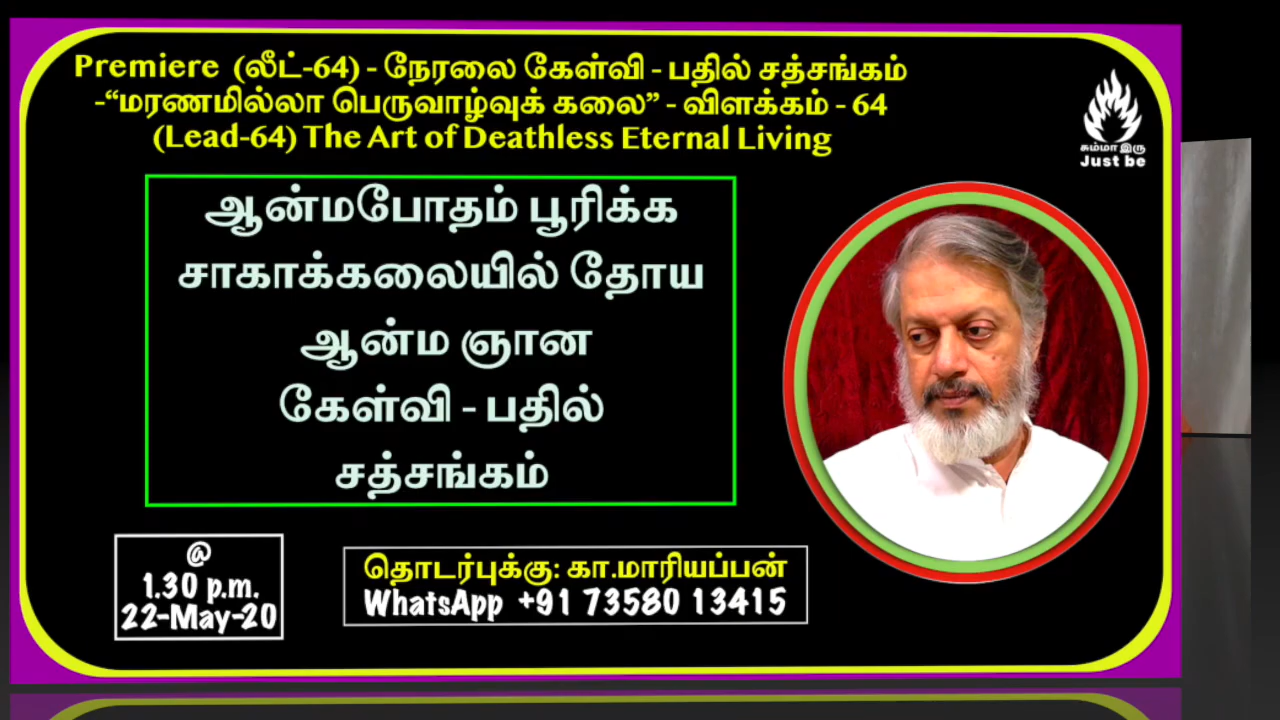 Premiere (லீட்-64) - நேரலை கேள்வி - பதில் சத்சங்கம்
-“மரணமில்லா பெருவாழ்வுக் கலை” - விளக்கம் - 64
(Lead-64) The Art of Deathless Eternal Living
சும்மா இரு
Just be
ஆன்மபோதம் பூரிக்க
சாகாக்கலையில் தோய
ஆன்ம ஞான
கேள்வி - பதில்
சத்சங்கம்
@
1.30 p.m.
22-May-20
தொடர்புக்கு: கா.மாரியப்பன்
WhatsApp +91 73580 13415